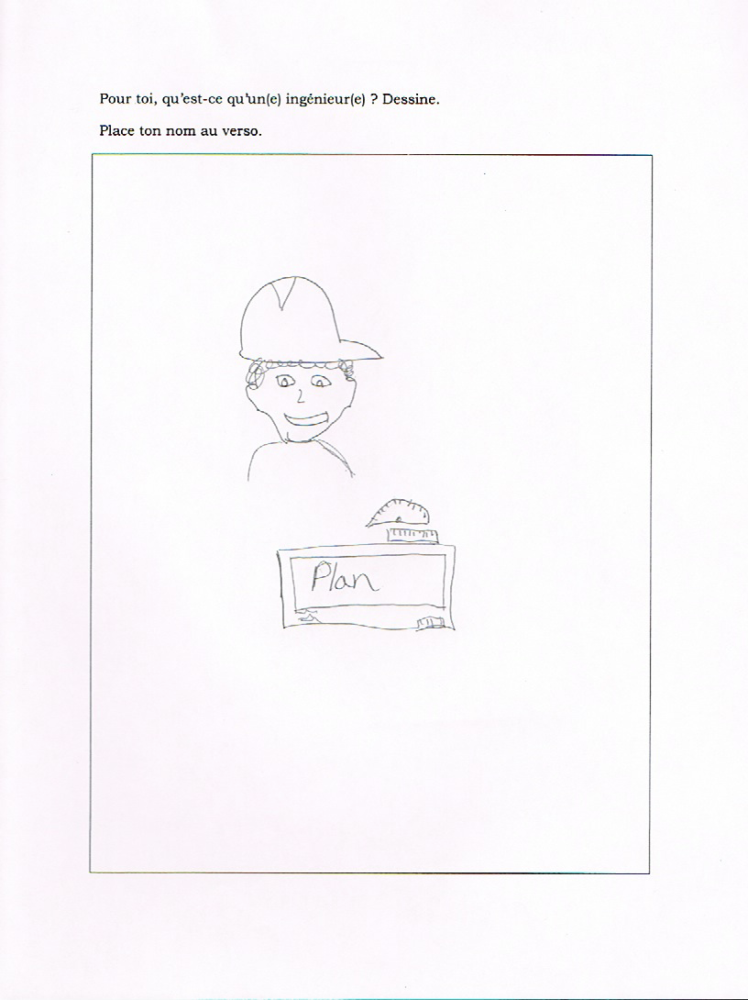 Pour toi, qu'est-ce qu'un(e) ingénieur(e) ? Dessine.
Place ton nom au verso.
Plan